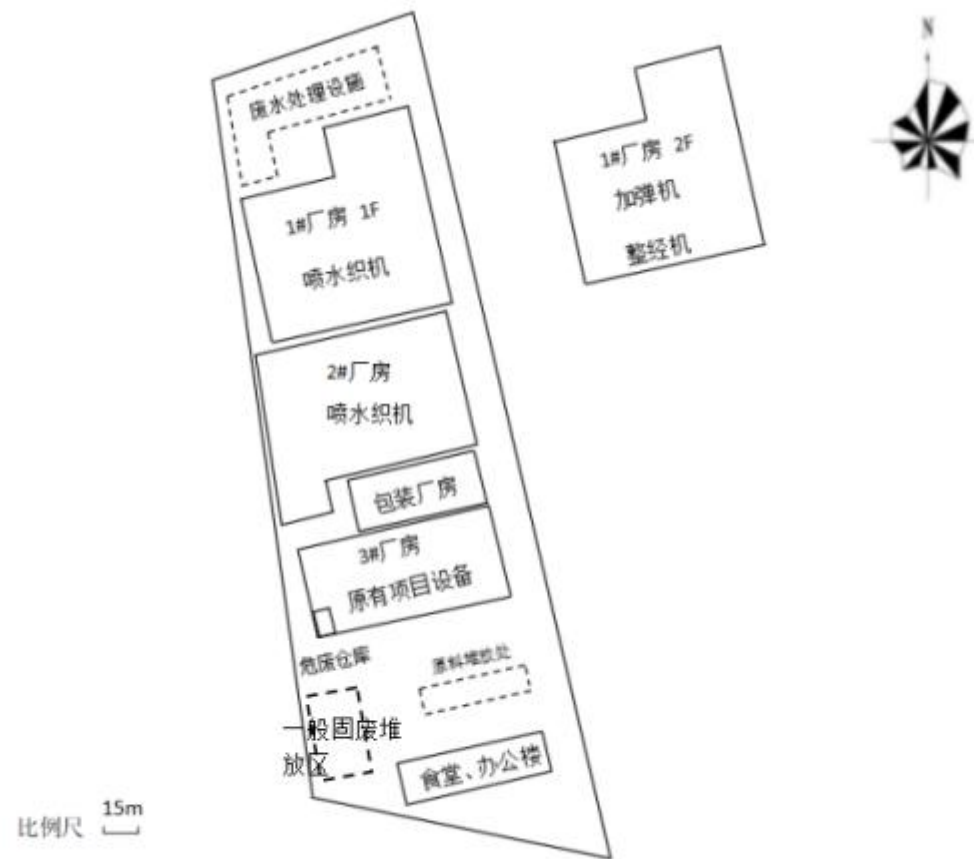 N
废水处理设施
1#厂房 1F
喷水织机
1#厂房 2F
加弹机
整经机
2#厂房
喷水织机
包装厂房
3#厂房
原有项目设备
危废仓库
原料堆放处
一般固废堆
放区
食堂、办公楼
比例尺 15m